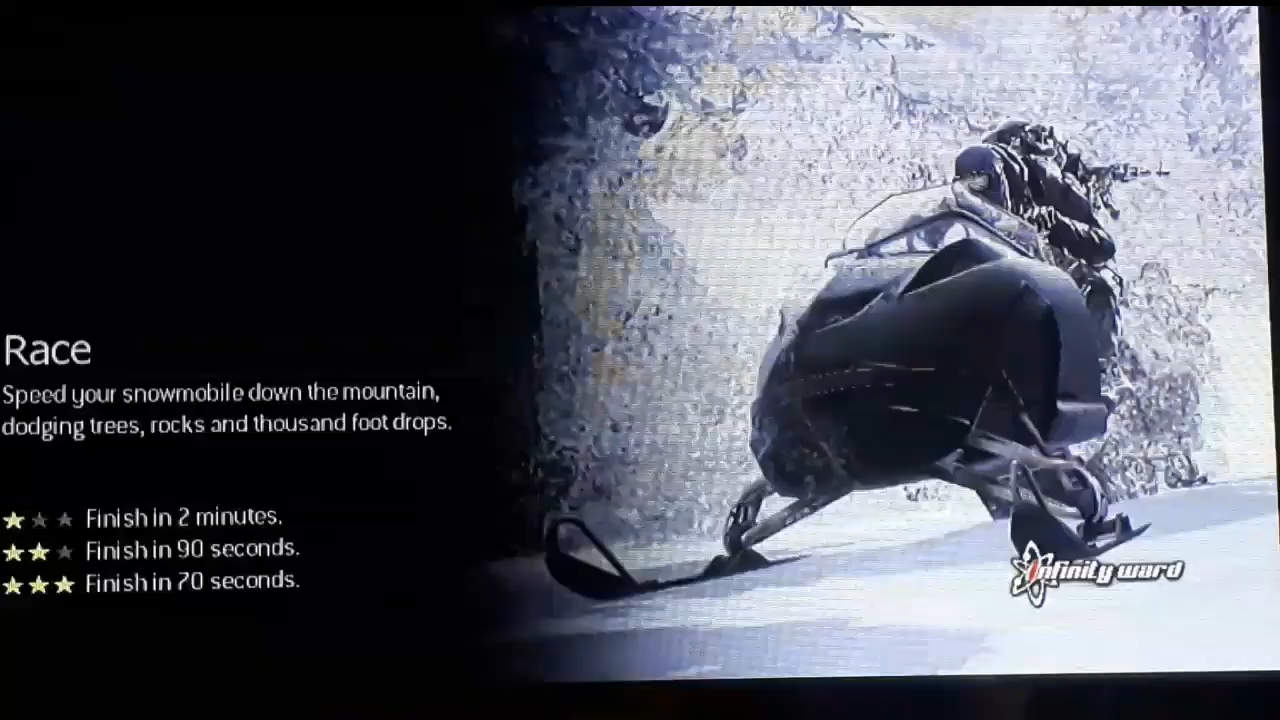 Race
Speed your snowmobile down the mountain,
dodging trees, rocks and thousand foot drops.
Finish in 2 minutes.
Finish in 90 seconds.
Finish in 70 seconds.
infinity ward